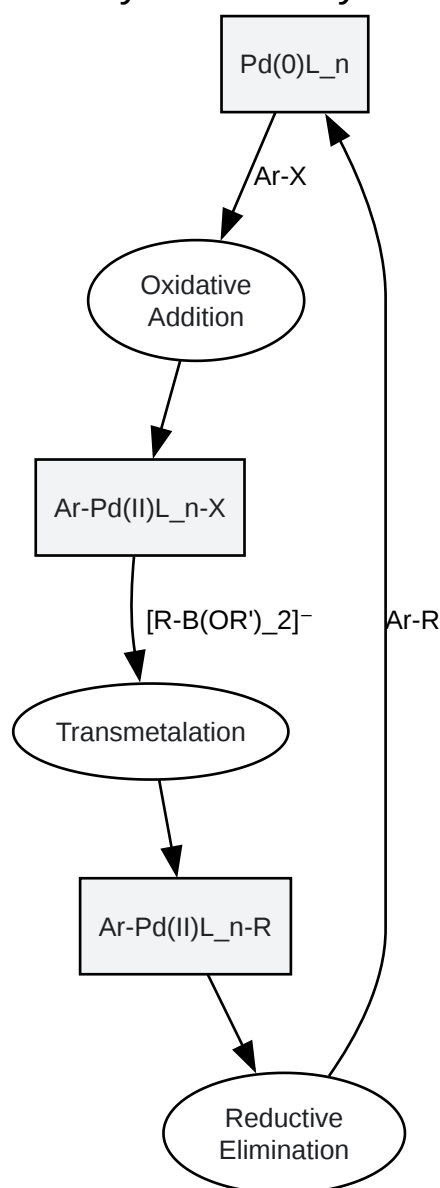 Pd(0)L_n
Ar-X
Oxidative
Addition
Ar-Pd(II)L_n-X
[R-B(OR')_2]⁻
Ar-R
Transmetalation
Ar-Pd(II)L_n-R
Reductive
Elimination